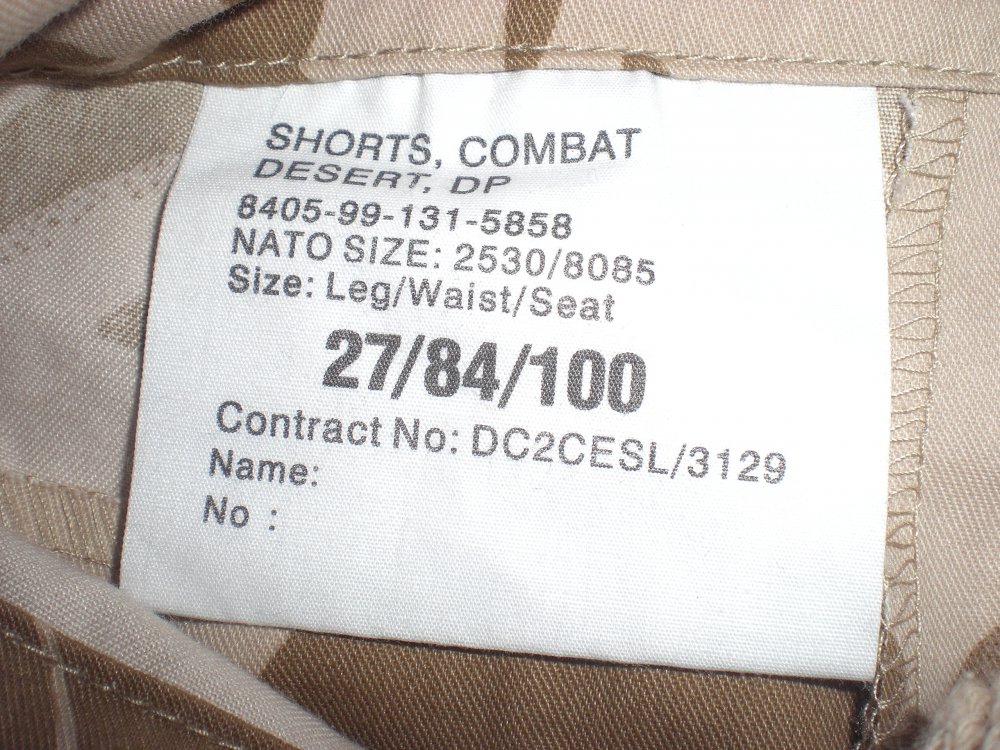 SHORTS, COMBAT
DESERT, DP
8405-99-131-5858
NATO SIZE: 2530/8085
Size: Leg/Waist/Seat
27/84/100
Contract No: DC2CESL/3129
Name:
No :